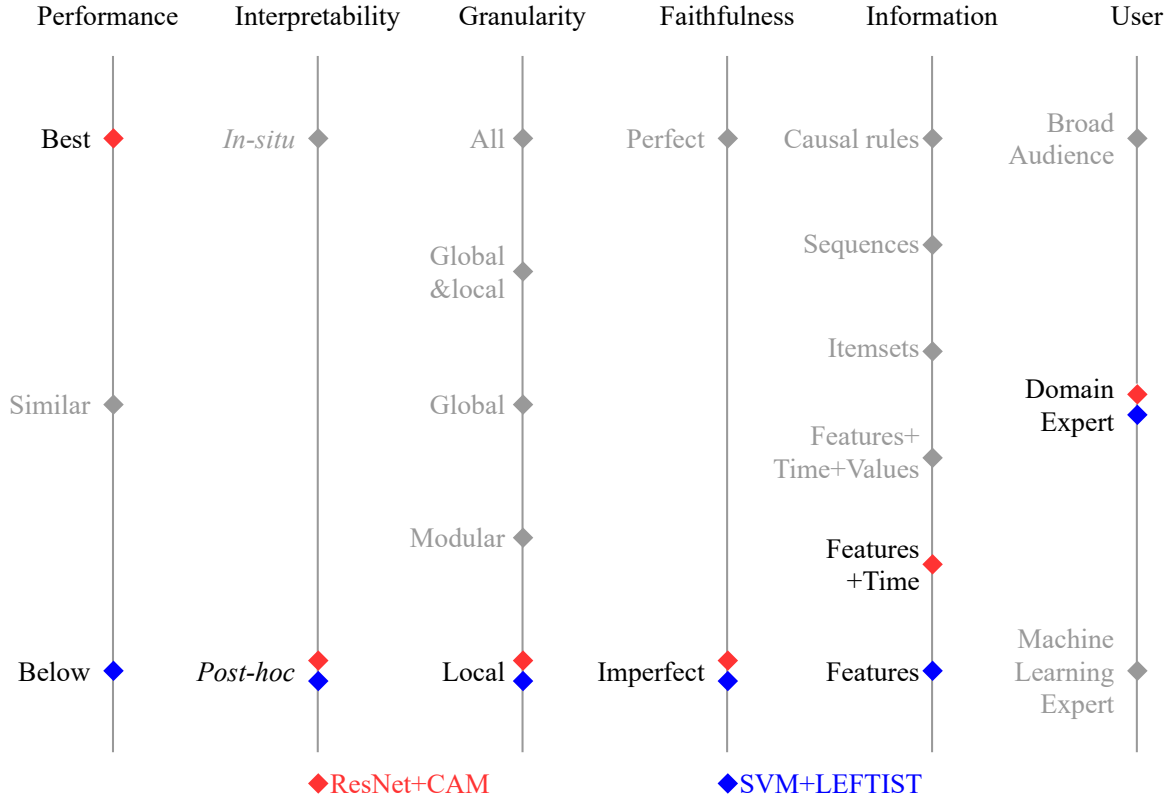 Performance
Interpretability
Granularity
Faithfulness
Information
User
Best
Similar
Below
In-situ
Post-hoc
All
Global
&local
Global
Modular
Local
Perfect
Imperfect
Causal rules
Sequences
Itemsets
Features+
Time+Values
Features
+Time
Features
Broad
Audience
Domain
Expert
Machine
Learning
Expert
ResNet+CAM
SVM+LEFTIST